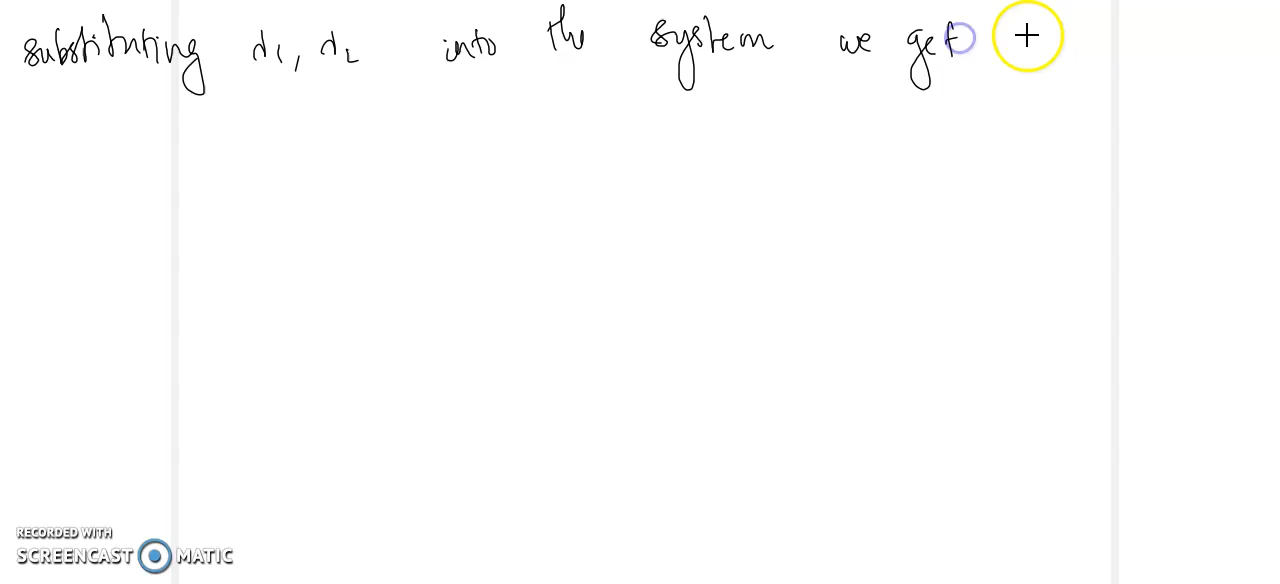 substituting d1, d2 into the system we get
RECORDED WITH
SCREENCAST MATIC